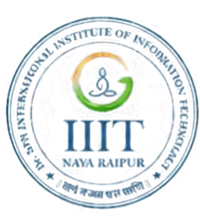 DR. SPM INTERNATIONAL INSTITUTE OF INFORMATION TECHNOLOGY
IIIT
NAYA RAIPUR